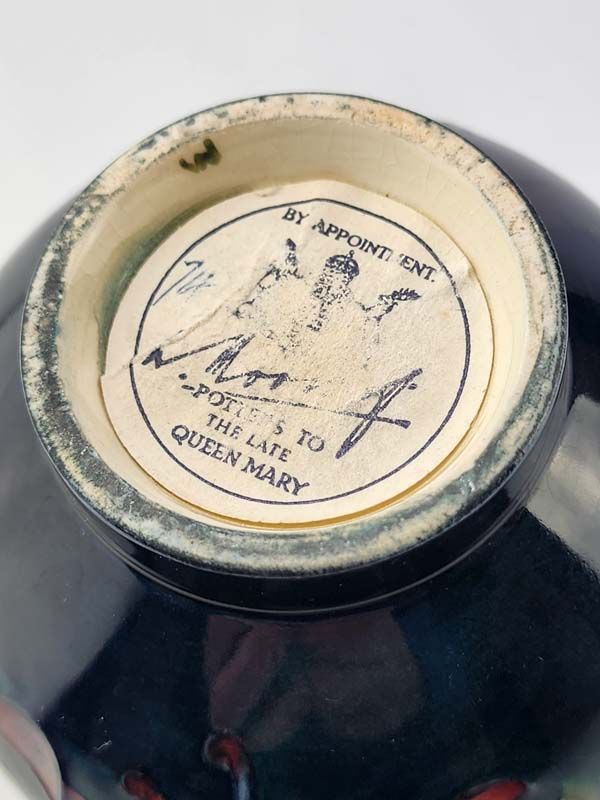 BY APPOINTMENT.
POTTERS TO
THE LATE
QUEEN MARY